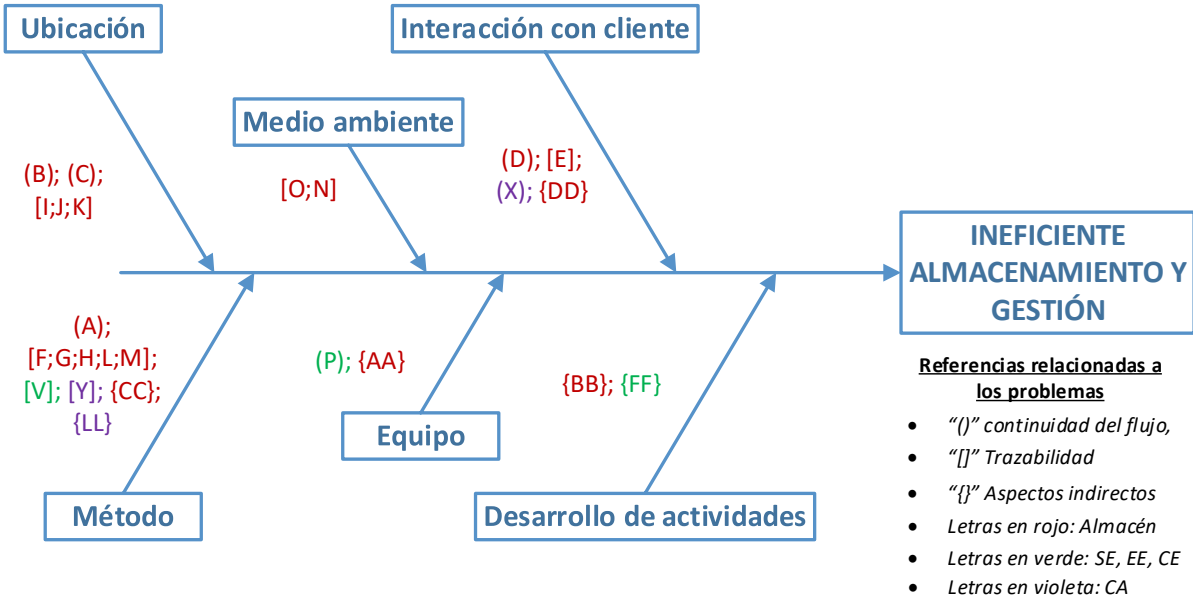 Ubicación
Interacción con cliente
Medio ambiente
(B); (C);
[I;J;K]
[O;N]
(D); [E];
(X); {DD}
INEFICIENTE
ALMACENAMIENTO Y
GESTIÓN
(A);
[F;G;H;L;M];
[V]; [Y]; {CC};
{LL}
(P); {AA}
{BB}; {FF}
Equipo
Método
Desarrollo de actividades
Referencias relacionadas a
los problemas
• “()” continuidad del flujo,
• “[]” Trazabilidad
• “{}” Aspectos indirectos
• Letras en rojo: Almacén
• Letras en verde: SE, EE, CE
• Letras en violeta: CA